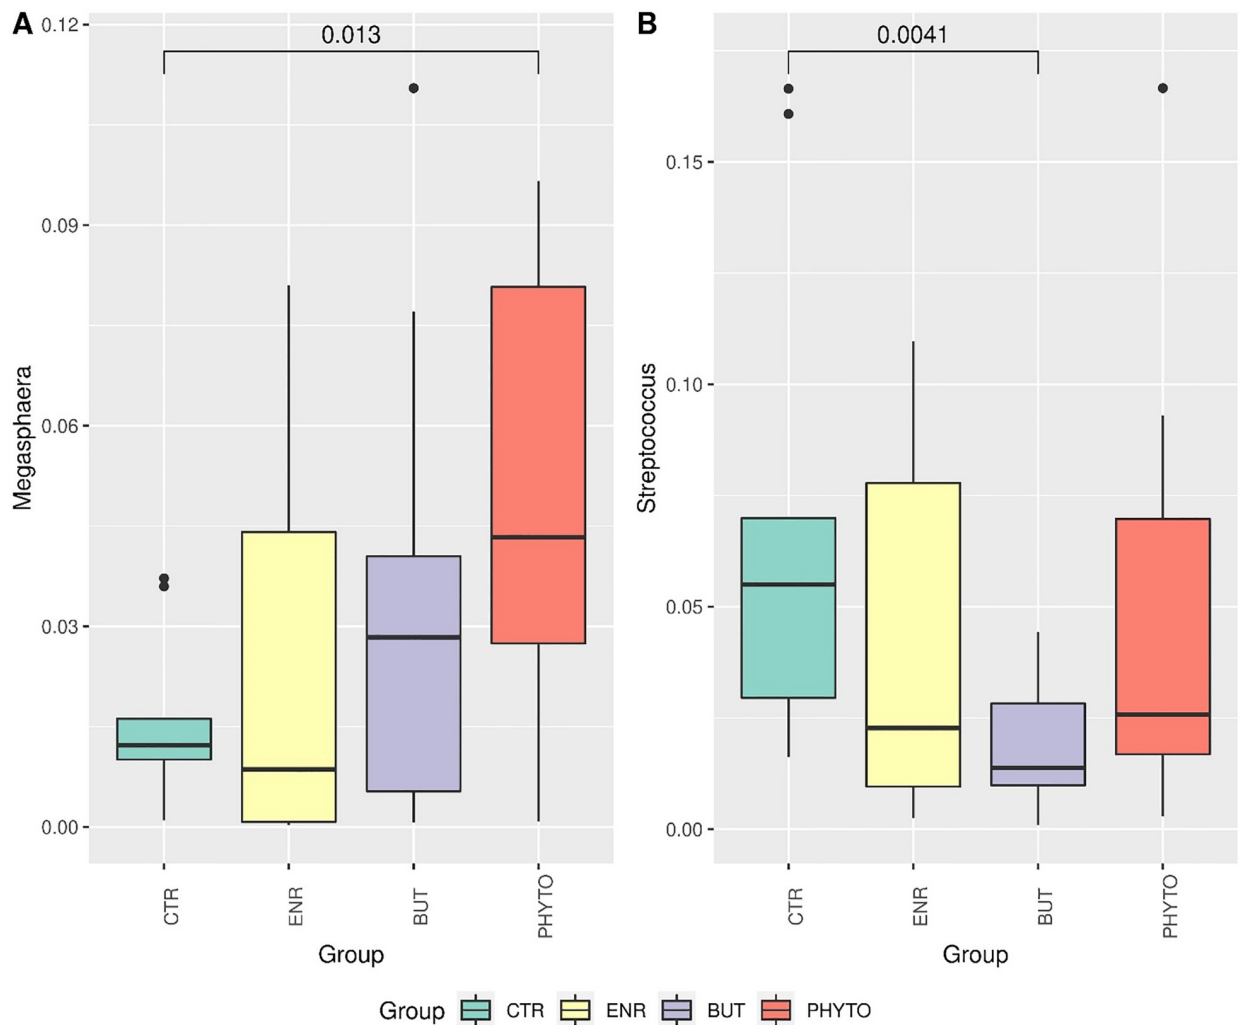 A
0.013
0.12
0.09
0.06
0.03
0.00
Megasphaera
CTR
ENR
BUT
PHYTO
Group
B
0.0041
0.15
0.10
0.05
0.00
Streptococcus
CTR
ENR
BUT
PHYTO
Group
Group CTR ENR BUT PHYTO